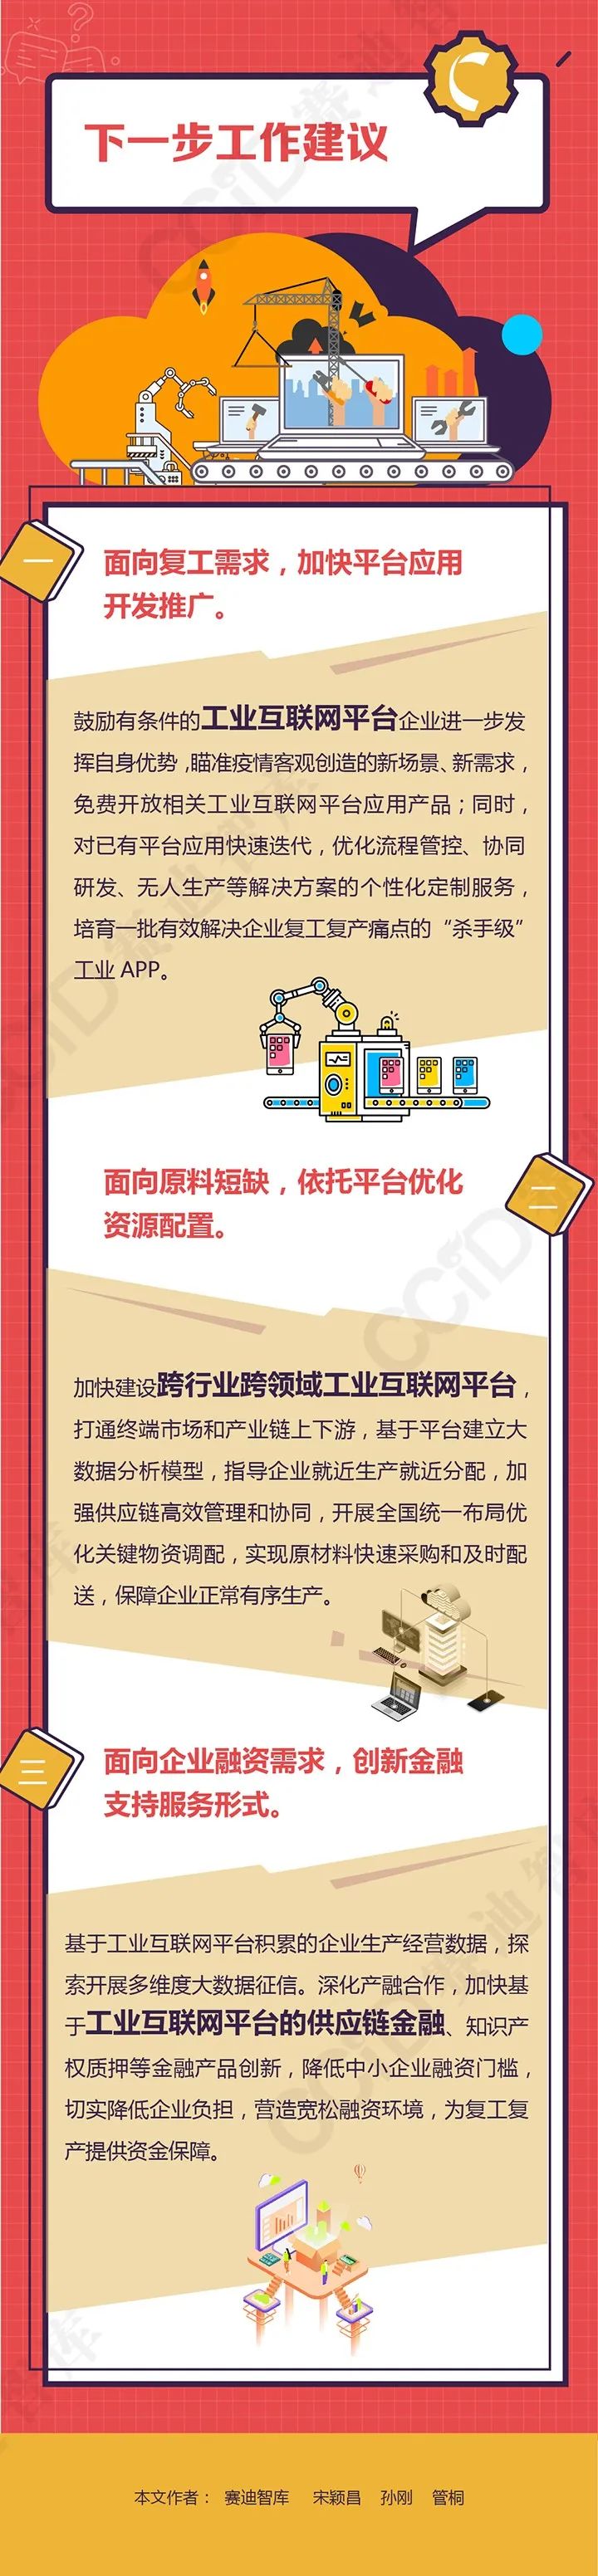 下一步工作建议
一
面向复工需求，加快平台应用
开发推广。
鼓励有条件的工业互联网平台企业进一步发
挥自身优势，瞄准疫情客观创造的新场景、新需求，
免费开放相关工业互联网平台应用产品；同时，
对已有平台应用快速迭代，优化流程管控、协同
研发、无人生产等解决方案的个性化定制服务，
培育一批有效解决企业复工复产痛点的“杀手级”
工业 APP。
二
面向原料短缺，依托平台优化
资源配置。
加快建设跨行业跨领域工业互联网平台，
打通终端市场和产业链上下游，基于平台建立大
数据分析模型，指导企业就近生产就近分配，加
强供应链高效管理和协同，开展全国统一布局优
化关键物资调配，实现原材料快速采购和及时配
送，保障企业正常有序生产。
三
面向企业融资需求，创新金融
支持服务形式。
基于工业互联网平台积累的企业生产经营数据，探
索开展多维度大数据征信。深化产融合作，加快基
于工业互联网平台的供应链金融、知识产
权质押等金融产品创新，降低中小企业融资门槛，
切实降低企业负担，营造宽松融资环境，为复工复
产提供资金保障。
本文作者： 赛迪智库 宋颖昌 孙刚 管桐
CCiD赛迪智库